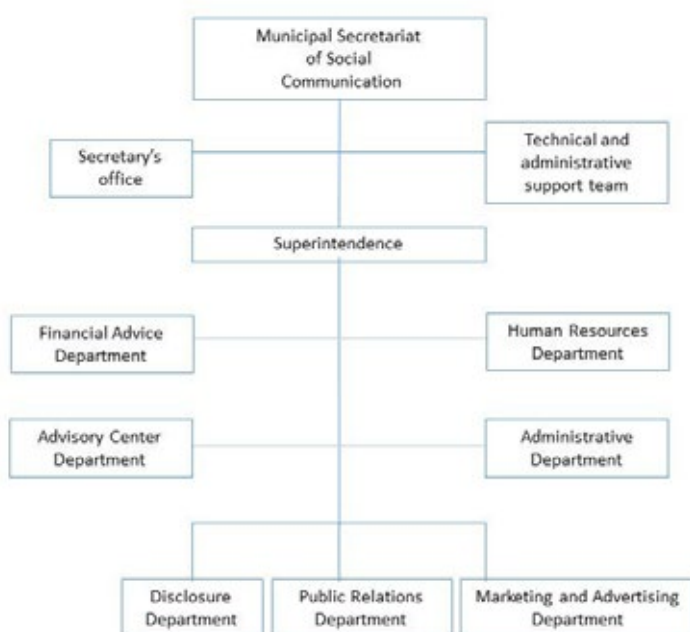 Municipal Secretariat
of Social
Communication
Secretary's
office
Technical and
administrative
support team
Superintendence
Financial Advice
Department
Human Resources
Department
Advisory Center
Department
Administrative
Department
Disclosure
Department
Public Relations
Department
Marketing and Advertising
Department